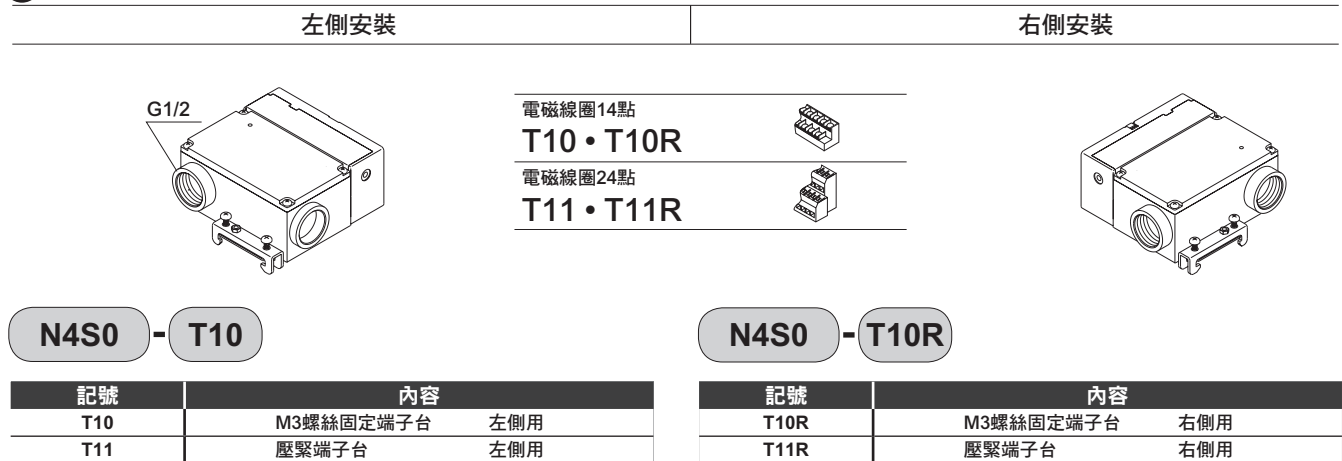 左側安裝 右側安裝
G1/2
電磁線圈14點
T10 • T10R
電磁線圈24點
T11 • T11R
N4S0 - T10
N4S0 - T10R
記號 內容
T10 M3螺絲固定端子台 左側用
T11 壓緊端子台 左側用
記號 內容
T10R M3螺絲固定端子台 右側用
T11R 壓緊端子台 右側用